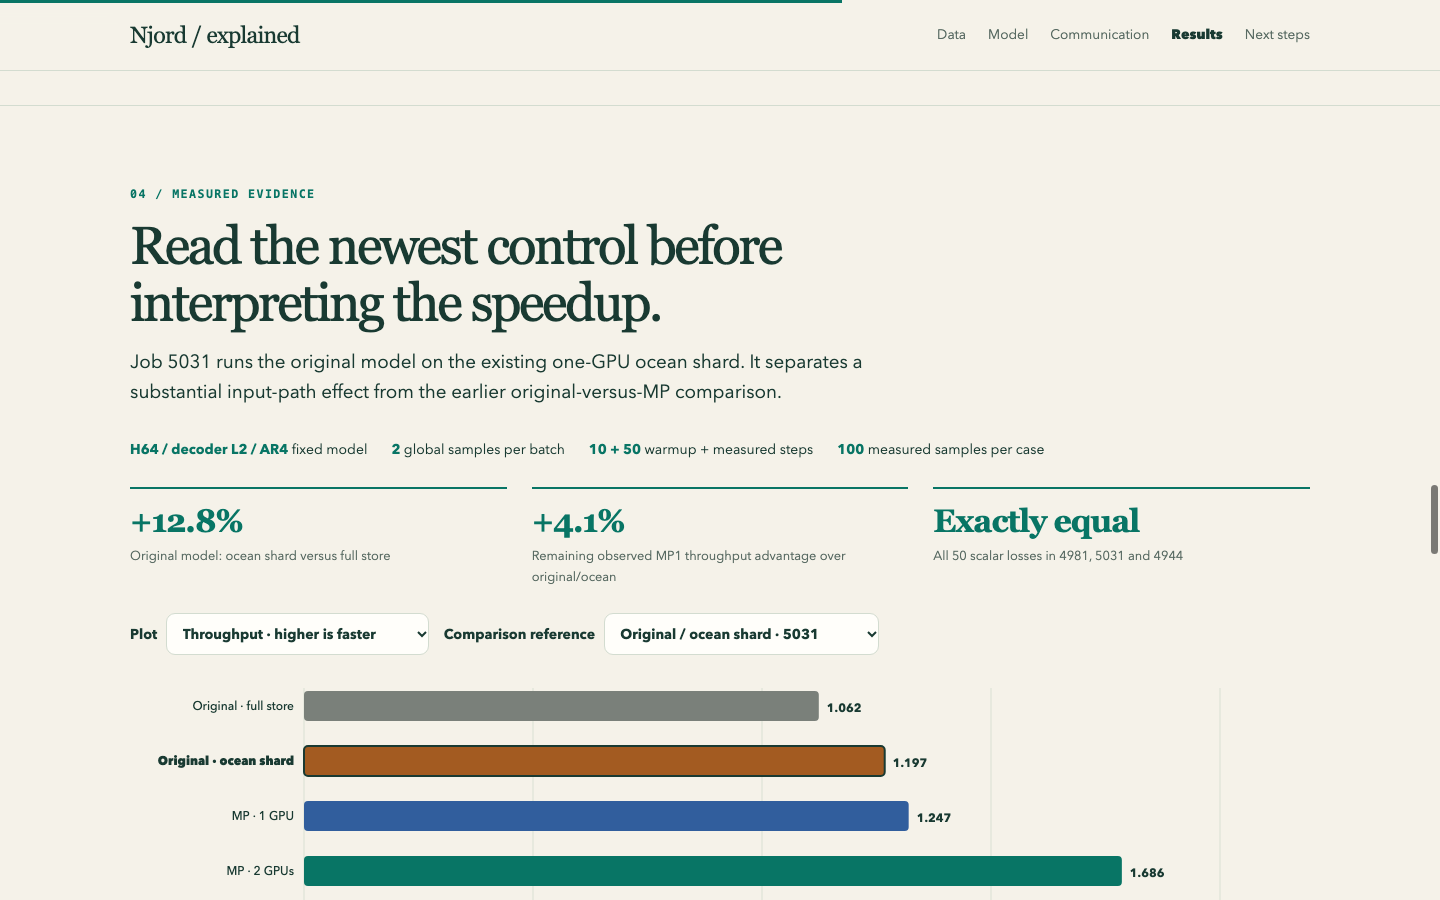 Njord / explained
Data Model Communication Results Next steps
04 / MEASURED EVIDENCE
Read the newest control before
interpreting the speedup.
Job 5031 runs the original model on the existing one-GPU ocean shard. It separates a
substantial input-path effect from the earlier original-versus-MP comparison.
H64 / decoder L2 / AR4 fixed model 2 global samples per batch 10 + 50 warmup + measured steps 100 measured samples per case
+12.8%
Original model: ocean shard versus full store
+4.1%
Remaining observed MP1 throughput advantage over
original/ocean
Exactly equal
All 50 scalar losses in 4981, 5031 and 4944
Plot Throughput · higher is faster Comparison reference Original / ocean shard · 5031
Original · full store 1.062
Original · ocean shard 1.197
MP · 1 GPU 1.247
MP · 2 GPUs 1.686